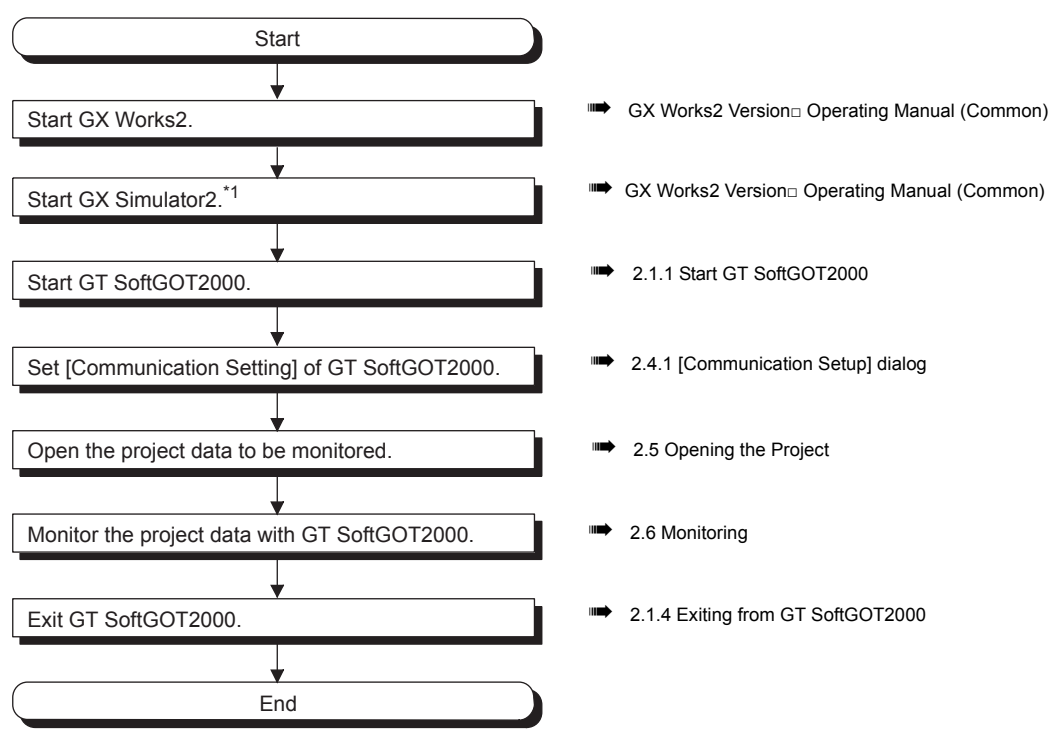 Start
Start GX Works2.
GX Works2 Version□ Operating Manual (Common)
Start GX Simulator2.*1
GX Works2 Version□ Operating Manual (Common)
Start GT SoftGOT2000.
2.1.1 Start GT SoftGOT2000
Set [Communication Setting] of GT SoftGOT2000.
2.4.1 [Communication Setup] dialog
Open the project data to be monitored.
2.5 Opening the Project
Monitor the project data with GT SoftGOT2000.
2.6 Monitoring
Exit GT SoftGOT2000.
2.1.4 Exiting from GT SoftGOT2000
End